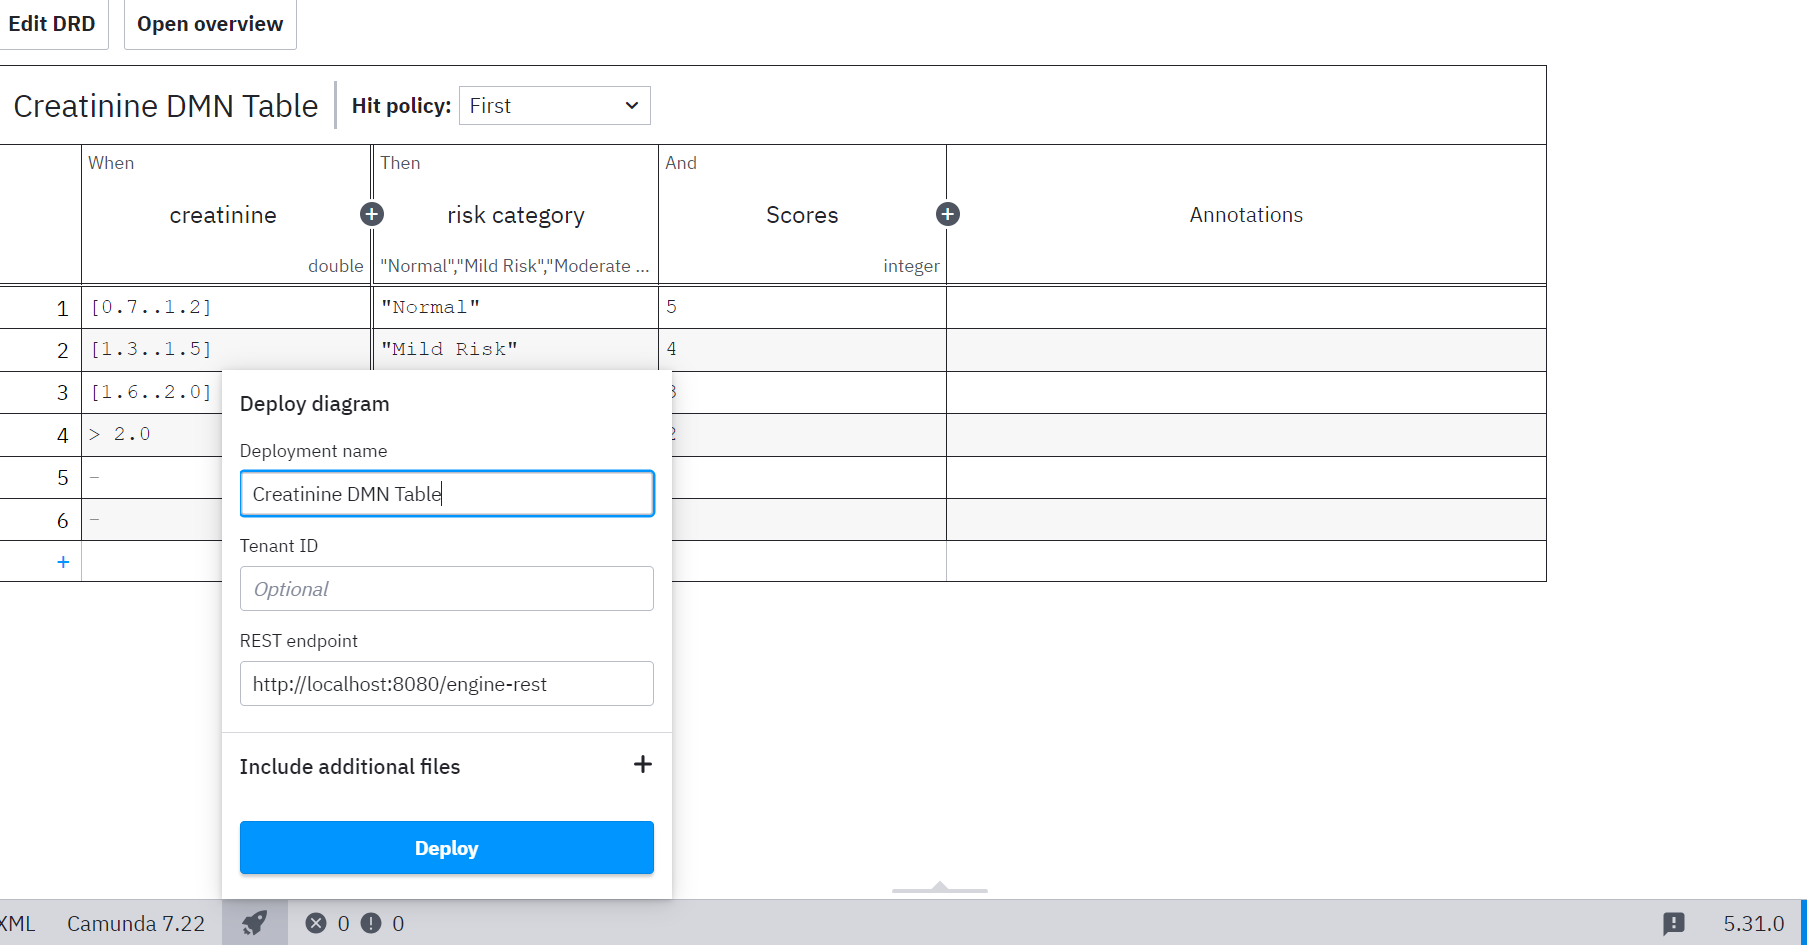 Edit DRD Open overview
Creatinine DMN Table Hit policy: First
When Then And
creatinine risk category Scores Annotations
double "Normal","Mild Risk","Moderate ... integer
1 [0.7..1.2] "Normal" 5
2 [1.3..1.5] "Mild Risk" 4
3 [1.6..2.0] 3
4 > 2.0 2
5 –
6 –
+
Deploy diagram
Deployment name
Creatinine DMN Table
Tenant ID
Optional
REST endpoint
http://localhost:8080/engine-rest
Include additional files +
Deploy
XML Camunda 7.22 0 0 5.31.0